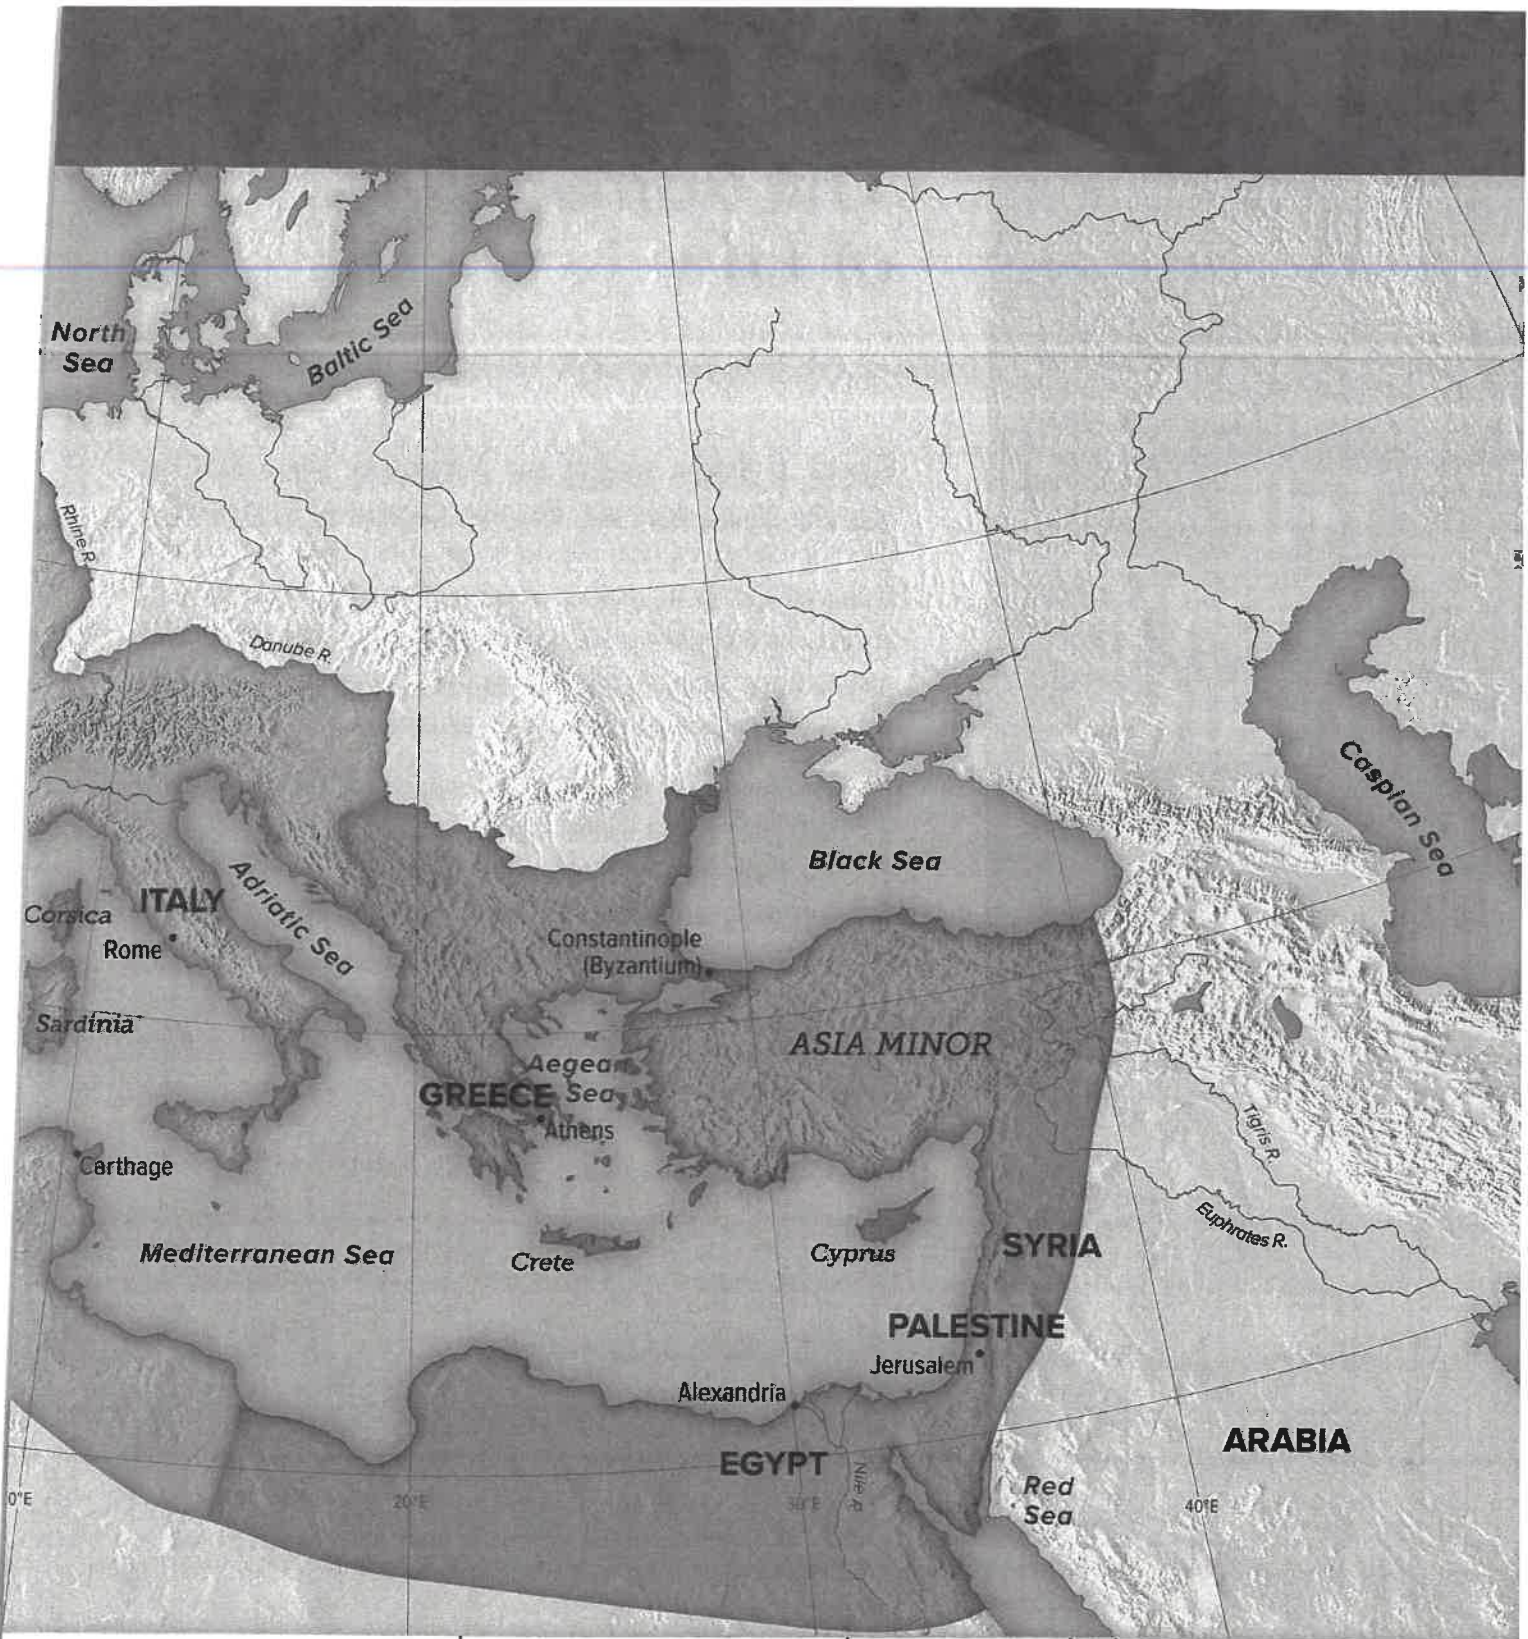 North
Sea
Baltic Sea
Rhine R.
Danube R.
Caspian Sea
Black Sea
Adriatic Sea
ITALY
Corsica
Rome
Constantinople
(Byzantium)
Sardinia
ASIA MINOR
Aegean
Sea
GREECE
Athens
Tigris R.
Carthage
Euphrates R.
Mediterranean Sea
Crete
Cyprus
SYRIA
PALESTINE
Jerusalem
Alexandria
ARABIA
EGYPT
Nile R.
Red
Sea
0°E
20°E
30°E
40°E